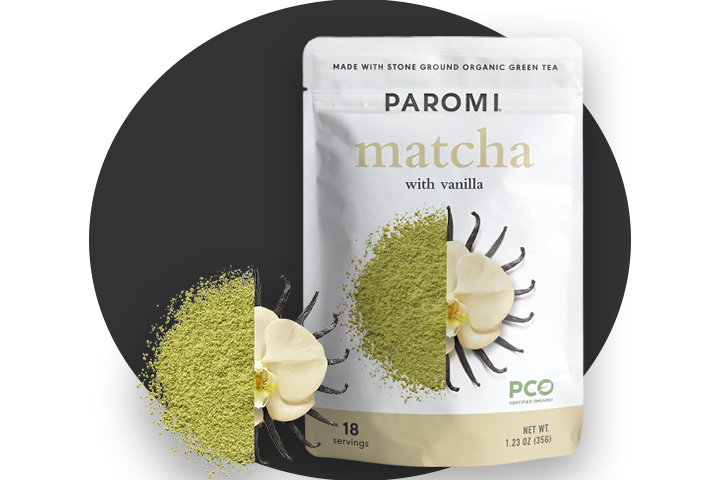 MADE WITH STONE GROUND ORGANIC GREEN TEA
PAROMI
matcha
with vanilla
PCO
CERTIFIED ORGANIC
18
servings
NET WT.
1.23 OZ (35G)